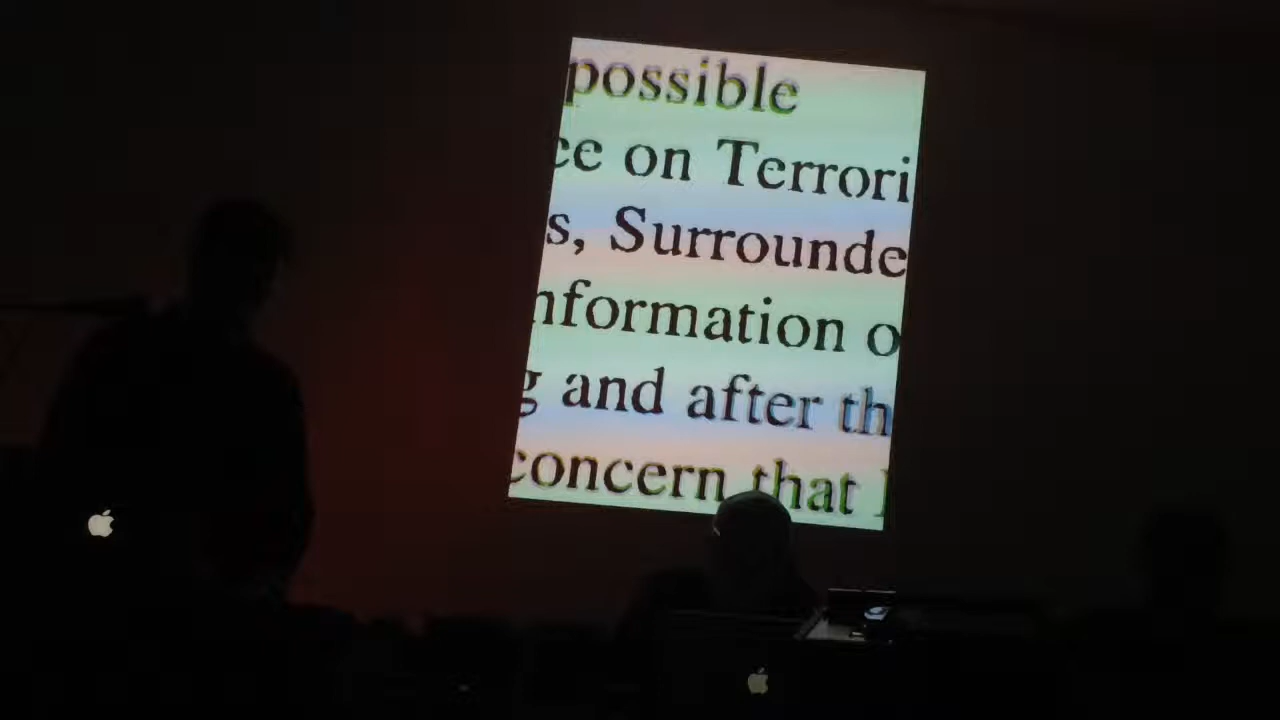 possible
ce on Terrori
s, Surrounde
nformation o
g and after th
concern that